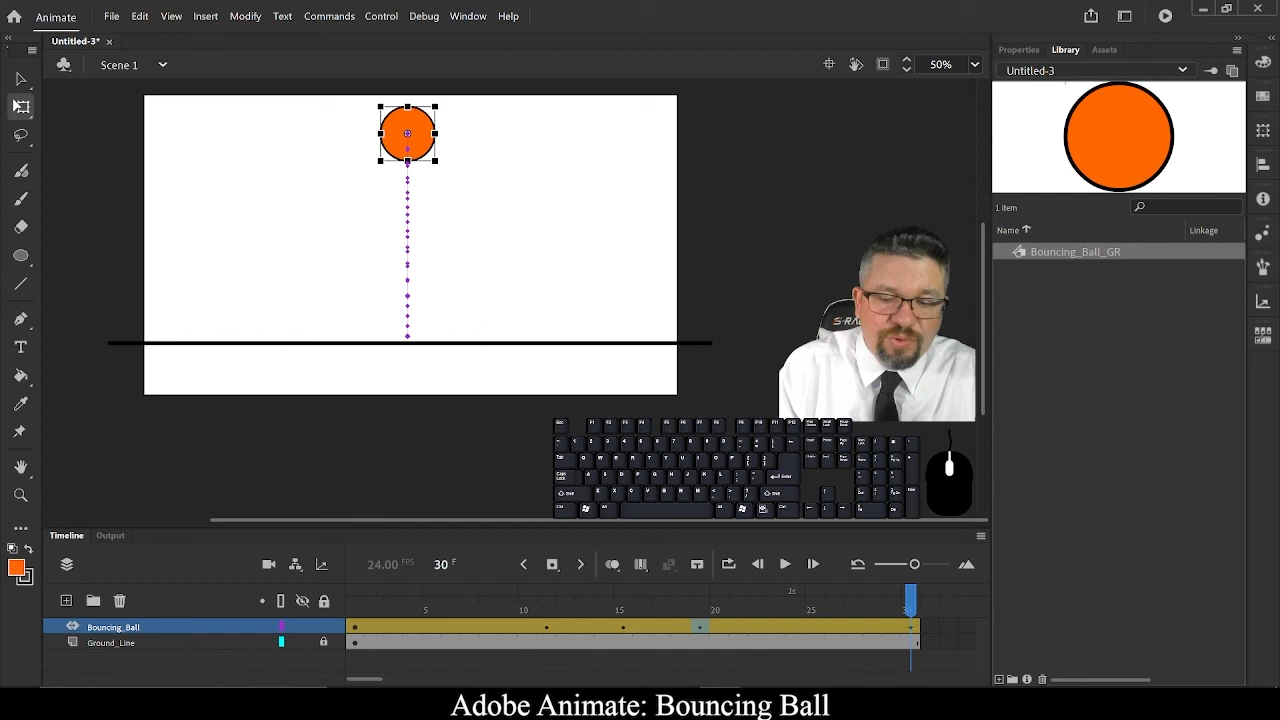 Animate File Edit View Insert Modify Text Commands Control Debug Window Help
Untitled-3*
Scene 1
50%
Properties Library Assets
Untitled-3
1 item
Name Linkage
Bouncing_Ball_GR
S-RA
Timeline Output
24.00 FPS 30 F
1s
5 10 15 20 25 30
Bouncing_Ball
Ground_Line
Adobe Animate: Bouncing Ball